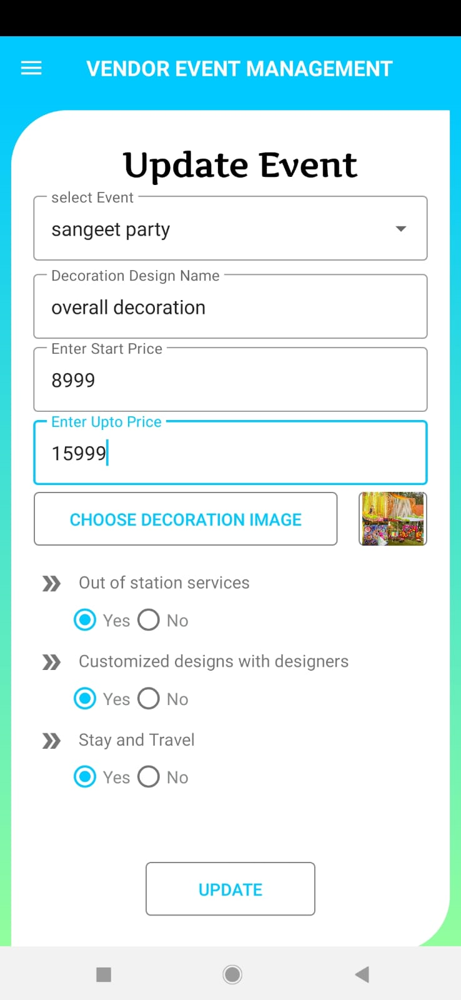 VENDOR EVENT MANAGEMENT
Update Event
select Event
sangeet party
Decoration Design Name
overall decoration
Enter Start Price
8999
Enter Upto Price
15999
CHOOSE DECORATION IMAGE
Out of station services
Yes No
Customized designs with designers
Yes No
Stay and Travel
Yes No
UPDATE